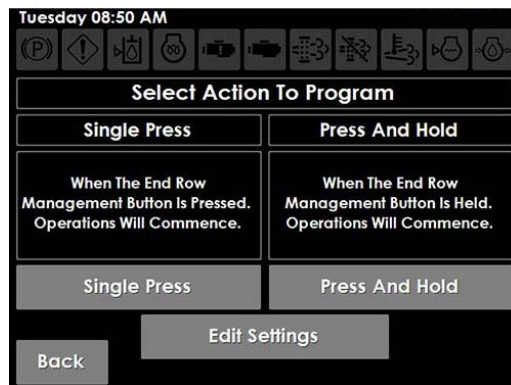 Tuesday 08:50 AM
Select Action To Program
Single Press
Press And Hold
When The End Row
Management Button Is Pressed.
Operations Will Commence.
When The End Row
Management Button Is Held.
Operations Will Commence.
Single Press
Press And Hold
Edit Settings
Back